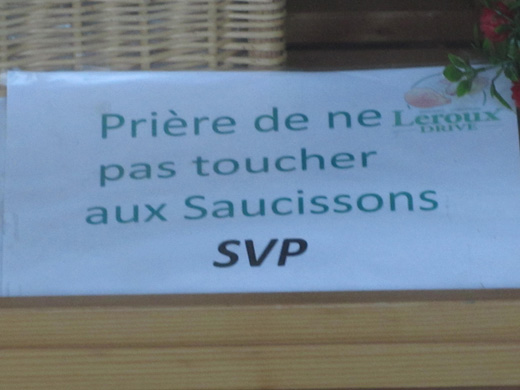 Prière de ne
Leroux
DRIVE
pas toucher
aux Saucissons
SVP